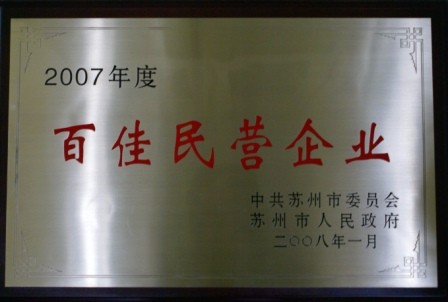 2007年度
百佳民营企业
中共苏州市委员会
苏州市人民政府
二〇〇八年一月